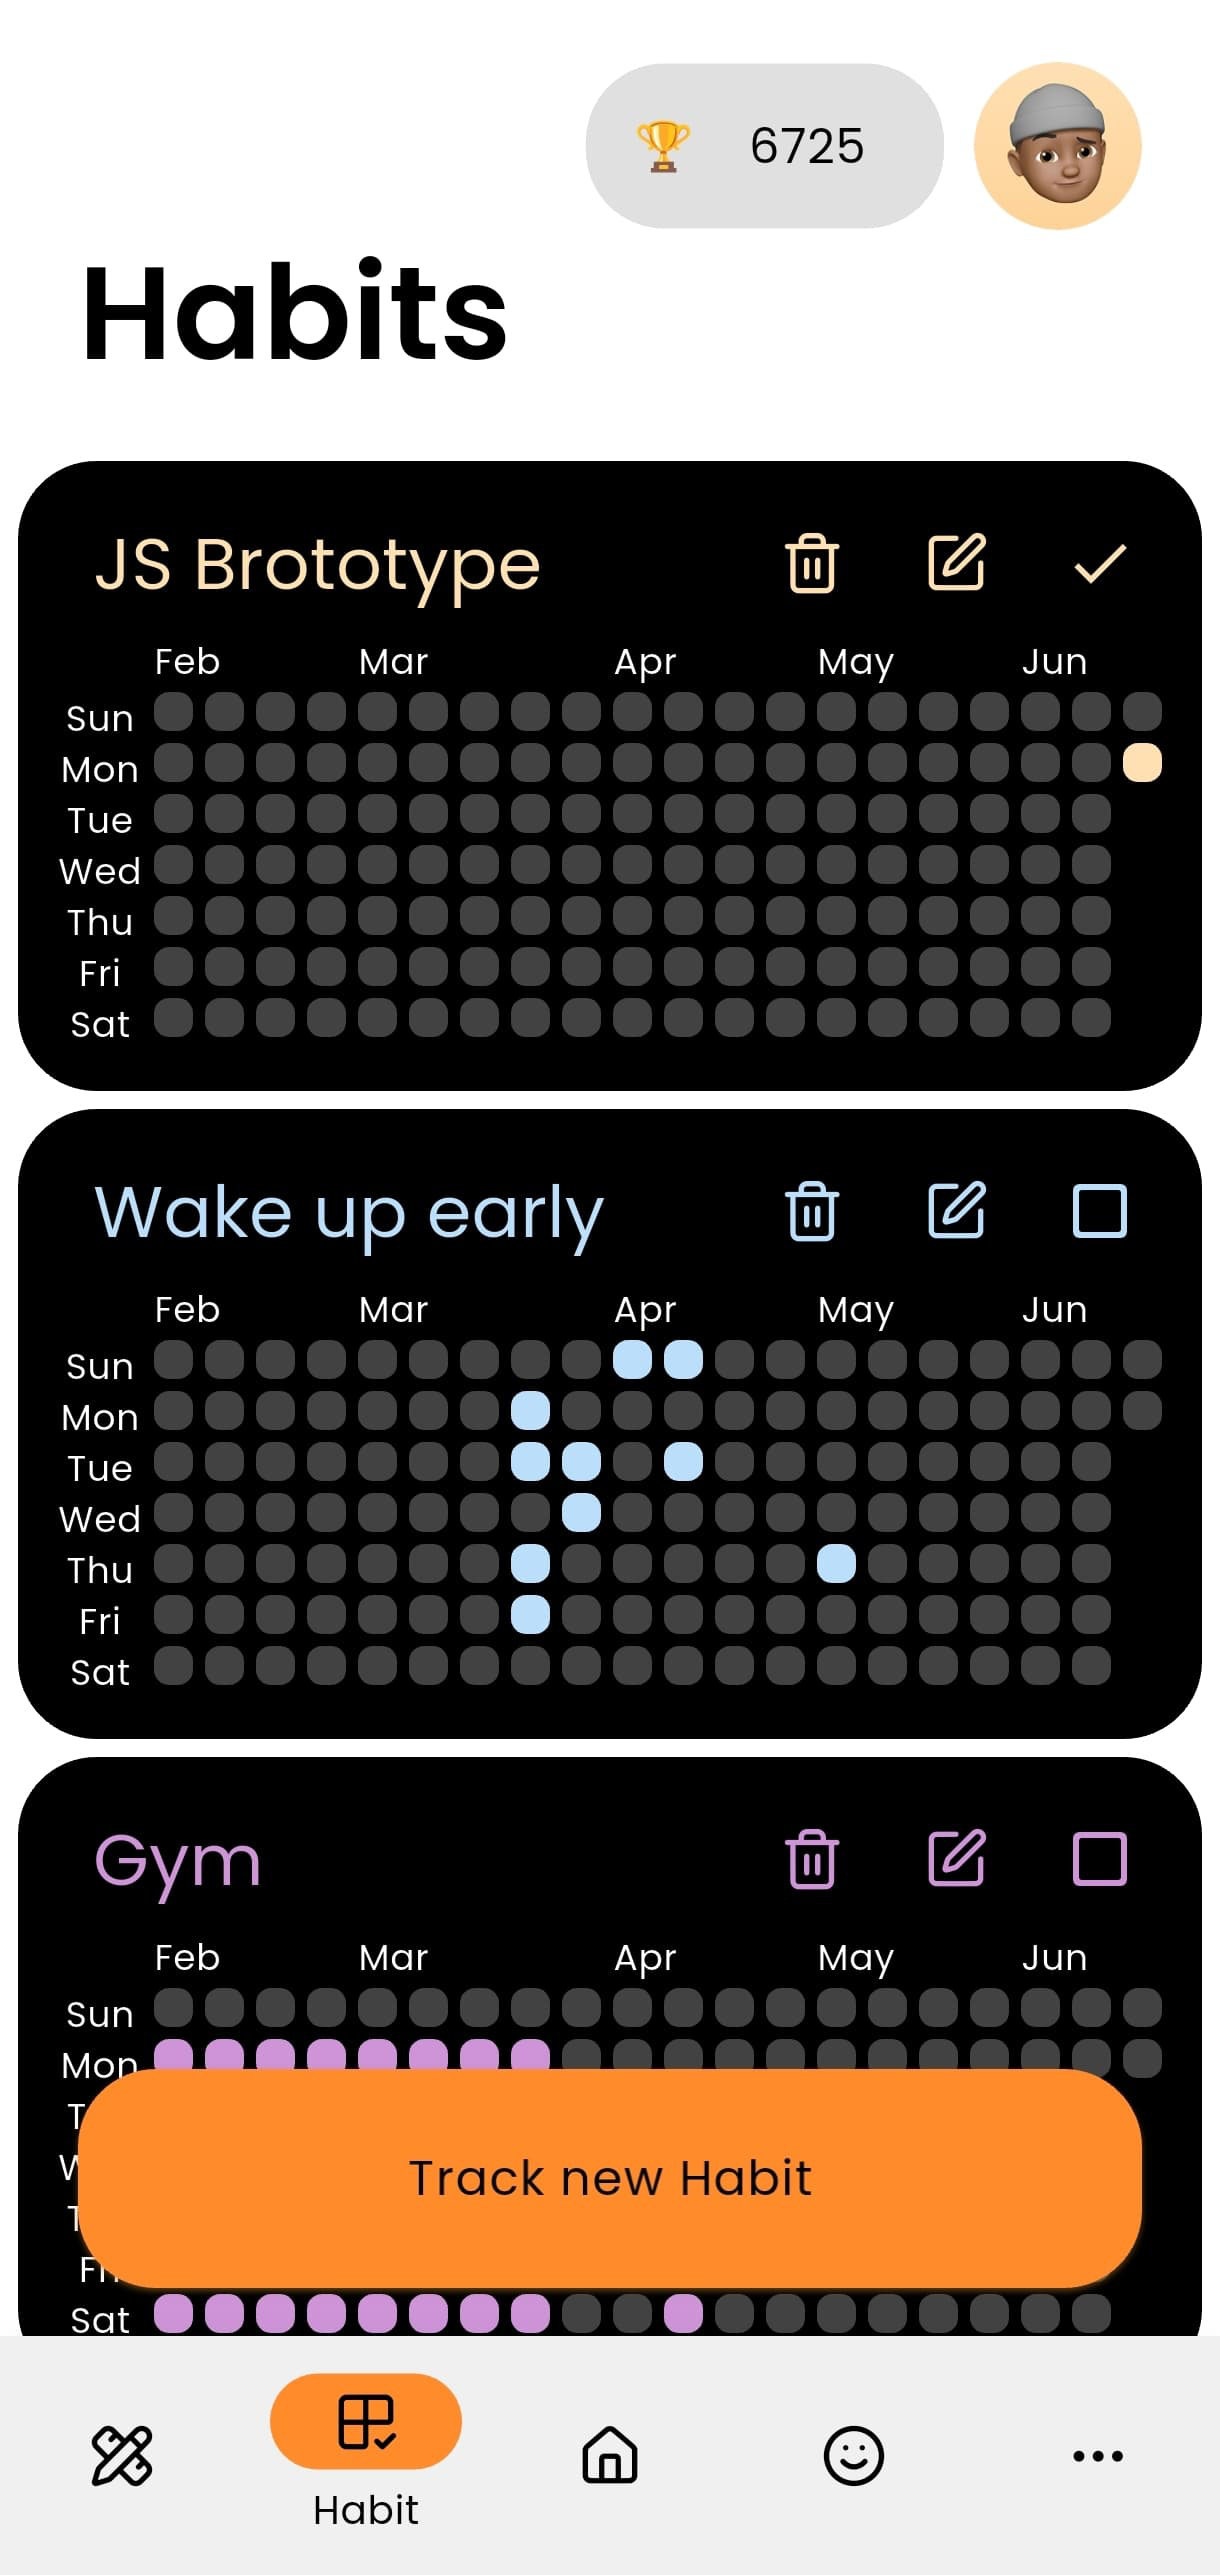 6725
Habits
JS Brototype
Feb Mar Apr May Jun
Sun
Mon
Tue
Wed
Thu
Fri
Sat
Wake up early
Feb Mar Apr May Jun
Sun
Mon
Tue
Wed
Thu
Fri
Sat
Gym
Feb Mar Apr May Jun
Sun
Mon
Track new Habit
Sat
Habit